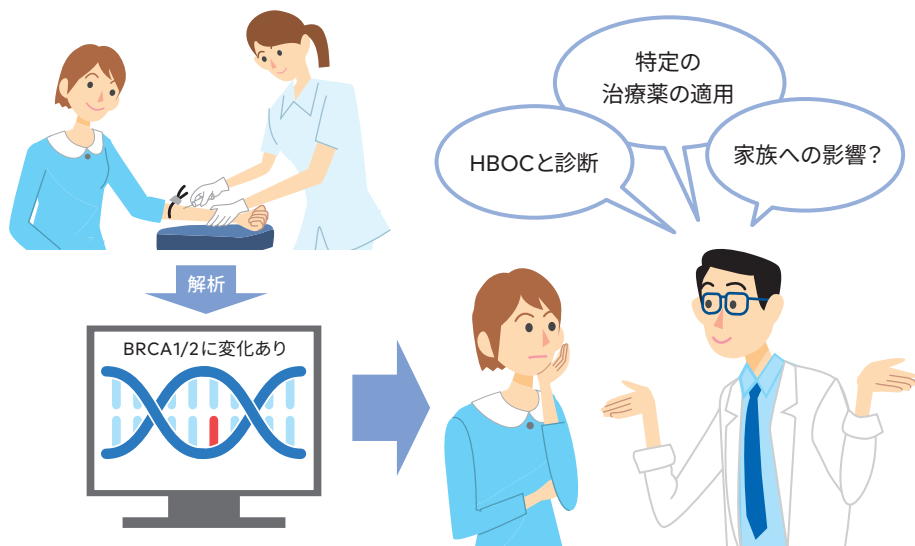 特定の
治療薬の適用
HBOCと診断
家族への影響？
解析
BRCA1/2に変化あり